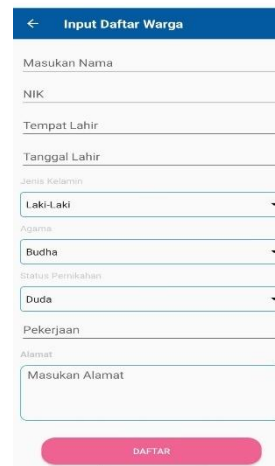 Input Daftar Warga
Masukan Nama
NIK
Tempat Lahir
Tanggal Lahir
Jenis Kelamin
Laki-Laki
Agama
Budha
Status Pernikahan
Duda
Pekerjaan
Alamat
Masukan Alamat
DAFTAR